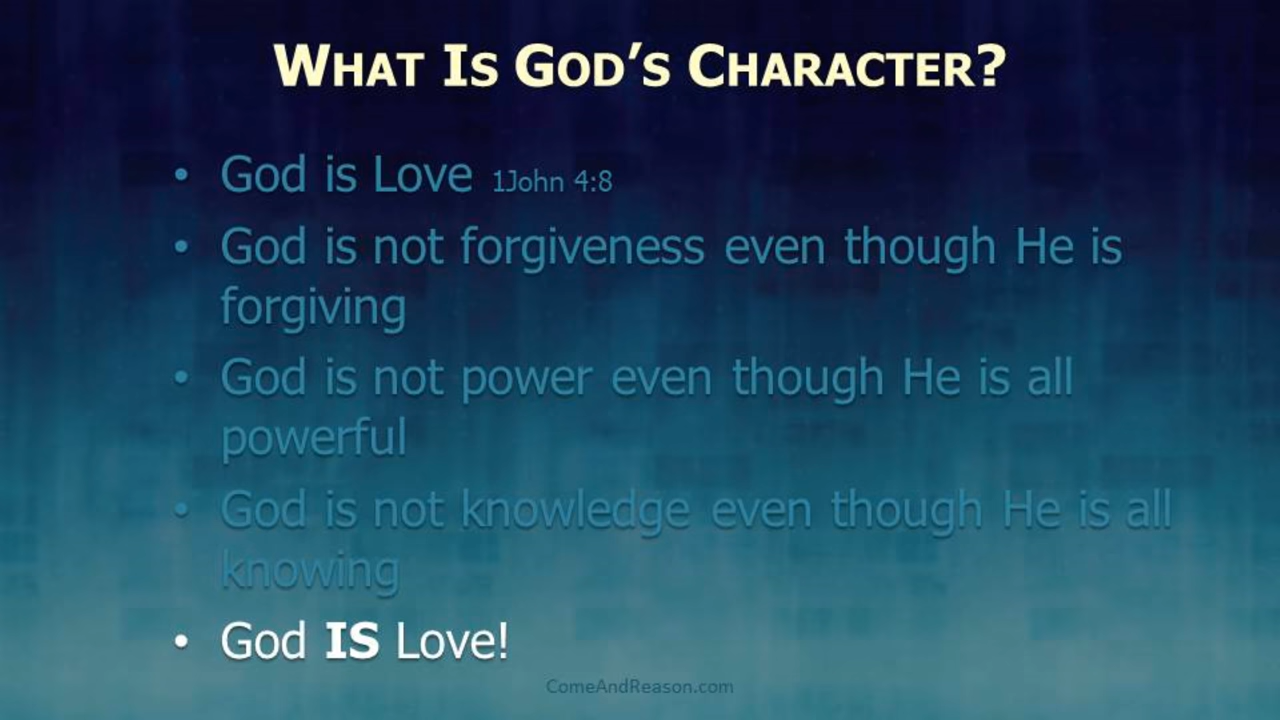 WHAT IS GOD'S CHARACTER?
• God is Love 1John 4:8
• God is not forgiveness even though He is
forgiving
• God is not power even though He is all
powerful
• God is not knowledge even though He is all
knowing
• God IS Love!
ComeAndReason.com